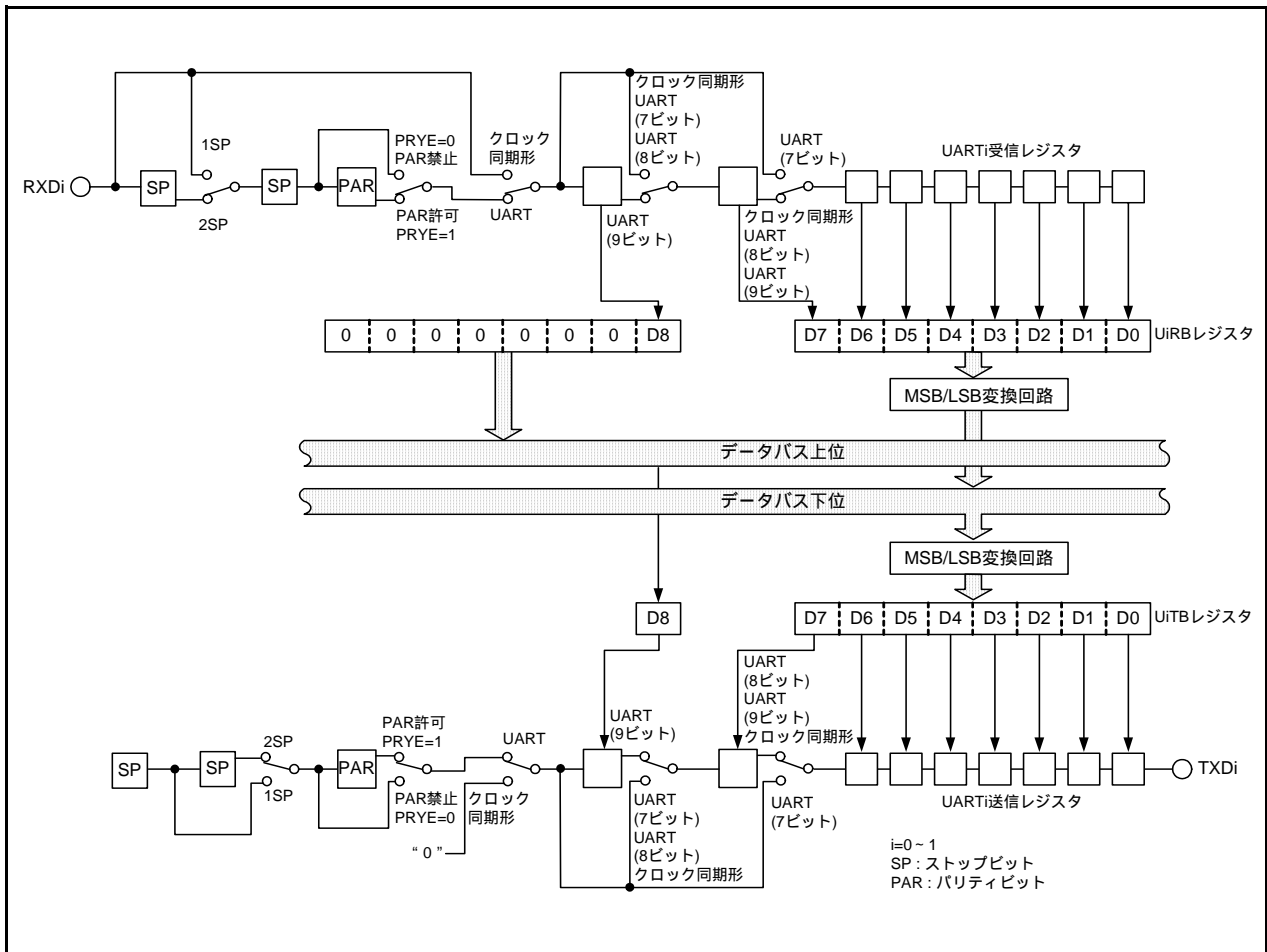 クロック同期形
UART
(7ビット)
UART
(8ビット)
1SP
PRYE=0
PAR禁止
クロック
同期形
UART
(7ビット)
UARTi受信レジスタ
RXDi
SP
SP
PAR
2SP
PAR許可
PRYE=1
UART
UART
(9ビット)
クロック同期形
UART
(8ビット)
UART
(9ビット)
0 0 0 0 0 0 0 D8
D7 D6 D5 D4 D3 D2 D1 D0
UiRBレジスタ
MSB/LSB変換回路
データバス上位
データバス下位
MSB/LSB変換回路
D8
D7 D6 D5 D4 D3 D2 D1 D0
UiTBレジスタ
UART
(8ビット)
UART
(9ビット)
クロック同期形
UART
(9ビット)
PAR許可
PRYE=1
UART
2SP
SP
SP
PAR
TXDi
1SP
PAR禁止
PRYE=0
クロック
同期形
“ 0 ”
UART
(7ビット)
UART
(8ビット)
クロック同期形
UART
(7ビット)
UARTi送信レジスタ
i=0 ~ 1
SP : ストップビット
PAR : パリティビット